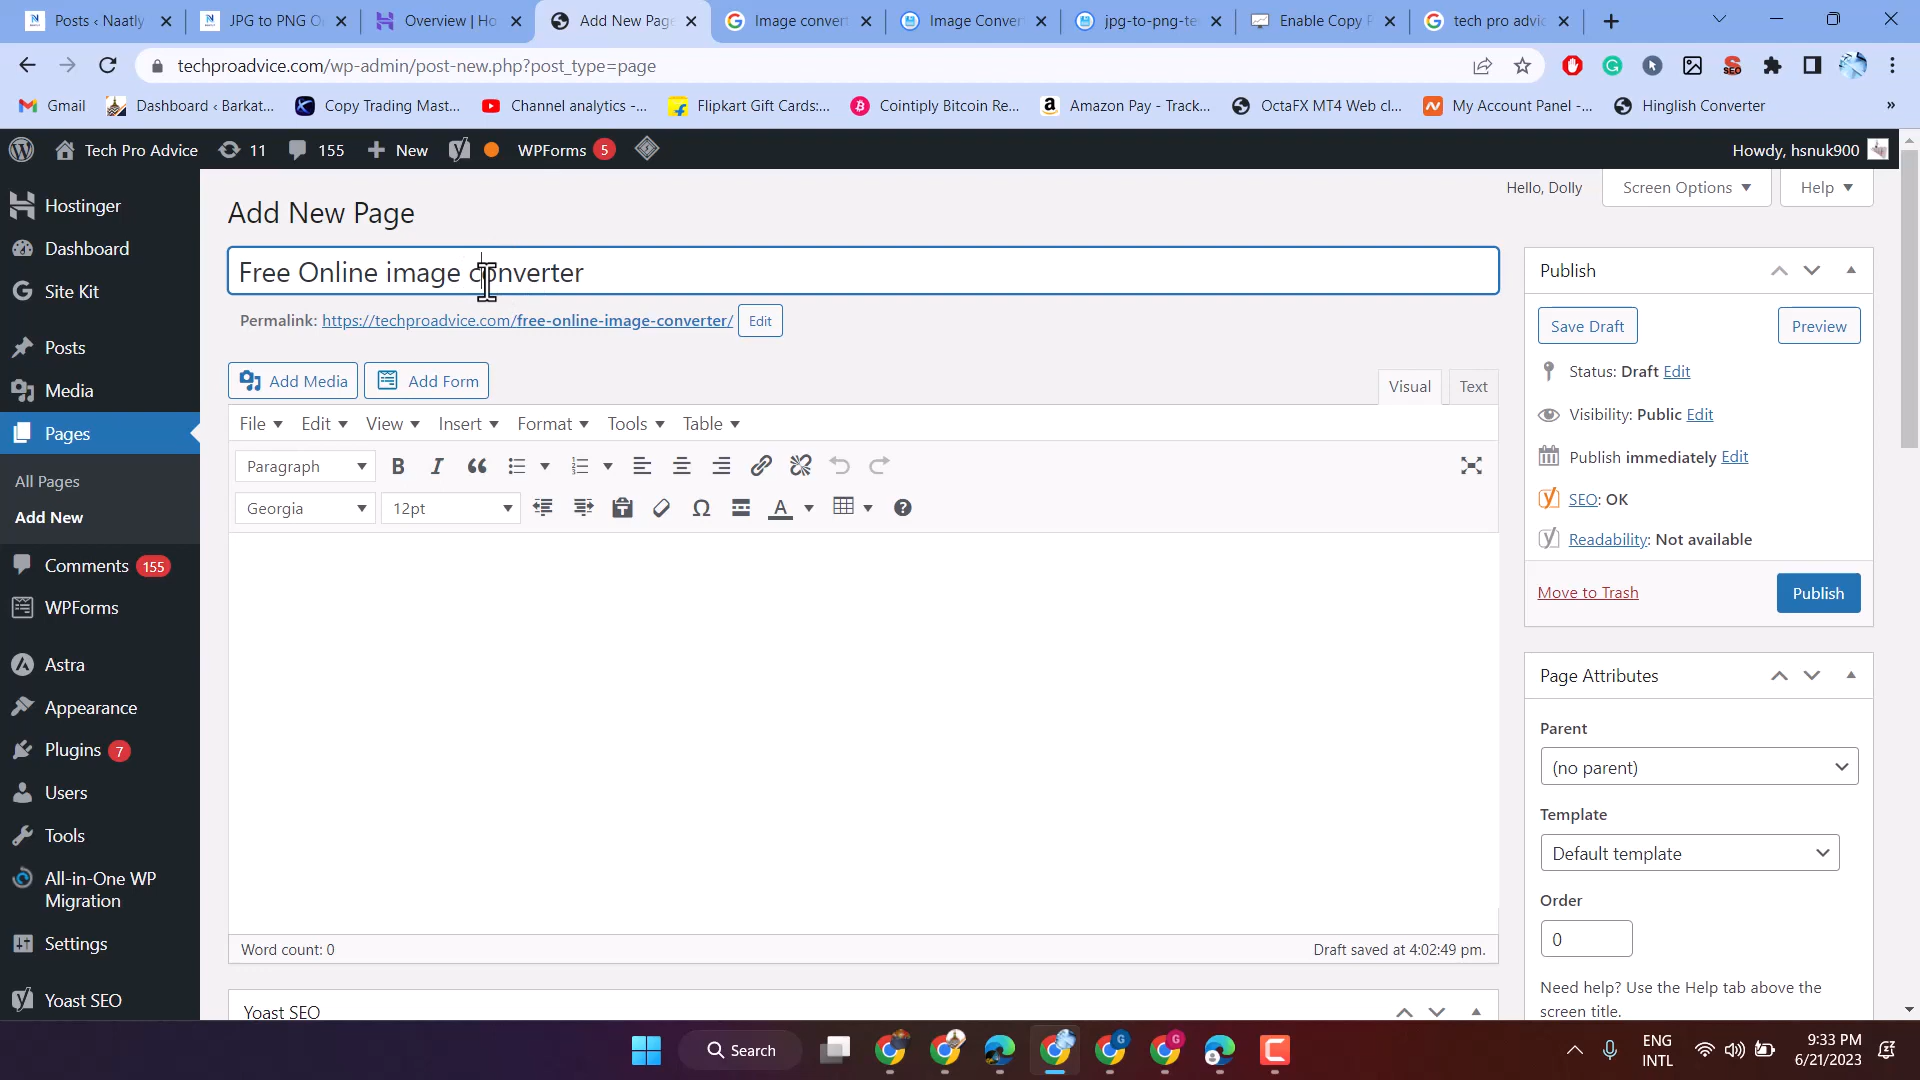 Posts ‹ Naatly
JPG to PNG O
Overview | Ho
Add New Page
Image convert
Image Conver
jpg-to-png-te
Enable Copy P
tech pro advic
techproadvice.com/wp-admin/post-new.php?post_type=page
Gmail
Dashboard ‹ Barkat...
Copy Trading Mast...
Channel analytics -...
Flipkart Gift Cards:...
Cointiply Bitcoin Re...
Amazon Pay - Track...
OctaFX MT4 Web cl...
My Account Panel -...
Hinglish Converter
»
Tech Pro Advice
11
155
New
WPForms 5
Howdy, hsnuk900
Hostinger
Dashboard
Site Kit
Posts
Media
Pages
All Pages
Add New
Comments 155
WPForms
Astra
Appearance
Plugins 7
Users
Tools
All-in-One WP
Migration
Settings
Yoast SEO
Hello, Dolly
Screen Options
Help
Add New Page
Free Online image converter
Permalink: https://techproadvice.com/free-online-image-converter/ Edit
Add Media
Add Form
Visual
Text
File Edit View Insert Format Tools Table
Paragraph
Georgia
12pt
Word count: 0
Draft saved at 4:02:49 pm.
Yoast SEO
Publish
Save Draft
Preview
Status: Draft Edit
Visibility: Public Edit
Publish immediately Edit
SEO: OK
Readability: Not available
Move to Trash
Publish
Page Attributes
Parent
(no parent)
Template
Default template
Order
0
Need help? Use the Help tab above the
screen title.
Search
ENG
INTL
9:33 PM
6/21/2023